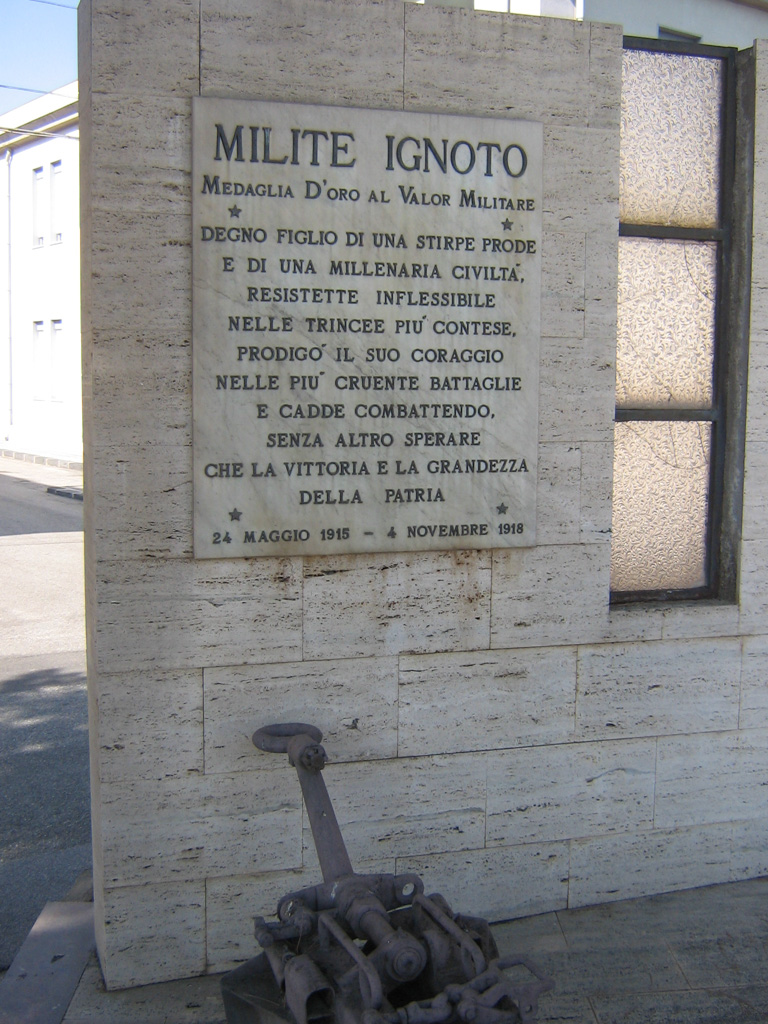 MILITE IGNOTO
MEDAGLIA D'ORO AL VALOR MILITARE
DEGNO FIGLIO DI UNA STIRPE PRODE
E DI UNA MILLENARIA CIVILTA',
RESISTETTE INFLESSIBILE
NELLE TRINCEE PIU' CONTESE,
PRODIGO' IL SUO CORAGGIO
NELLE PIU' CRUENTE BATTAGLIE
E CADDE COMBATTENDO,
SENZA ALTRO SPERARE
CHE LA VITTORIA E LA GRANDEZZA
DELLA PATRIA
24 MAGGIO 1915 - 4 NOVEMBRE 1918